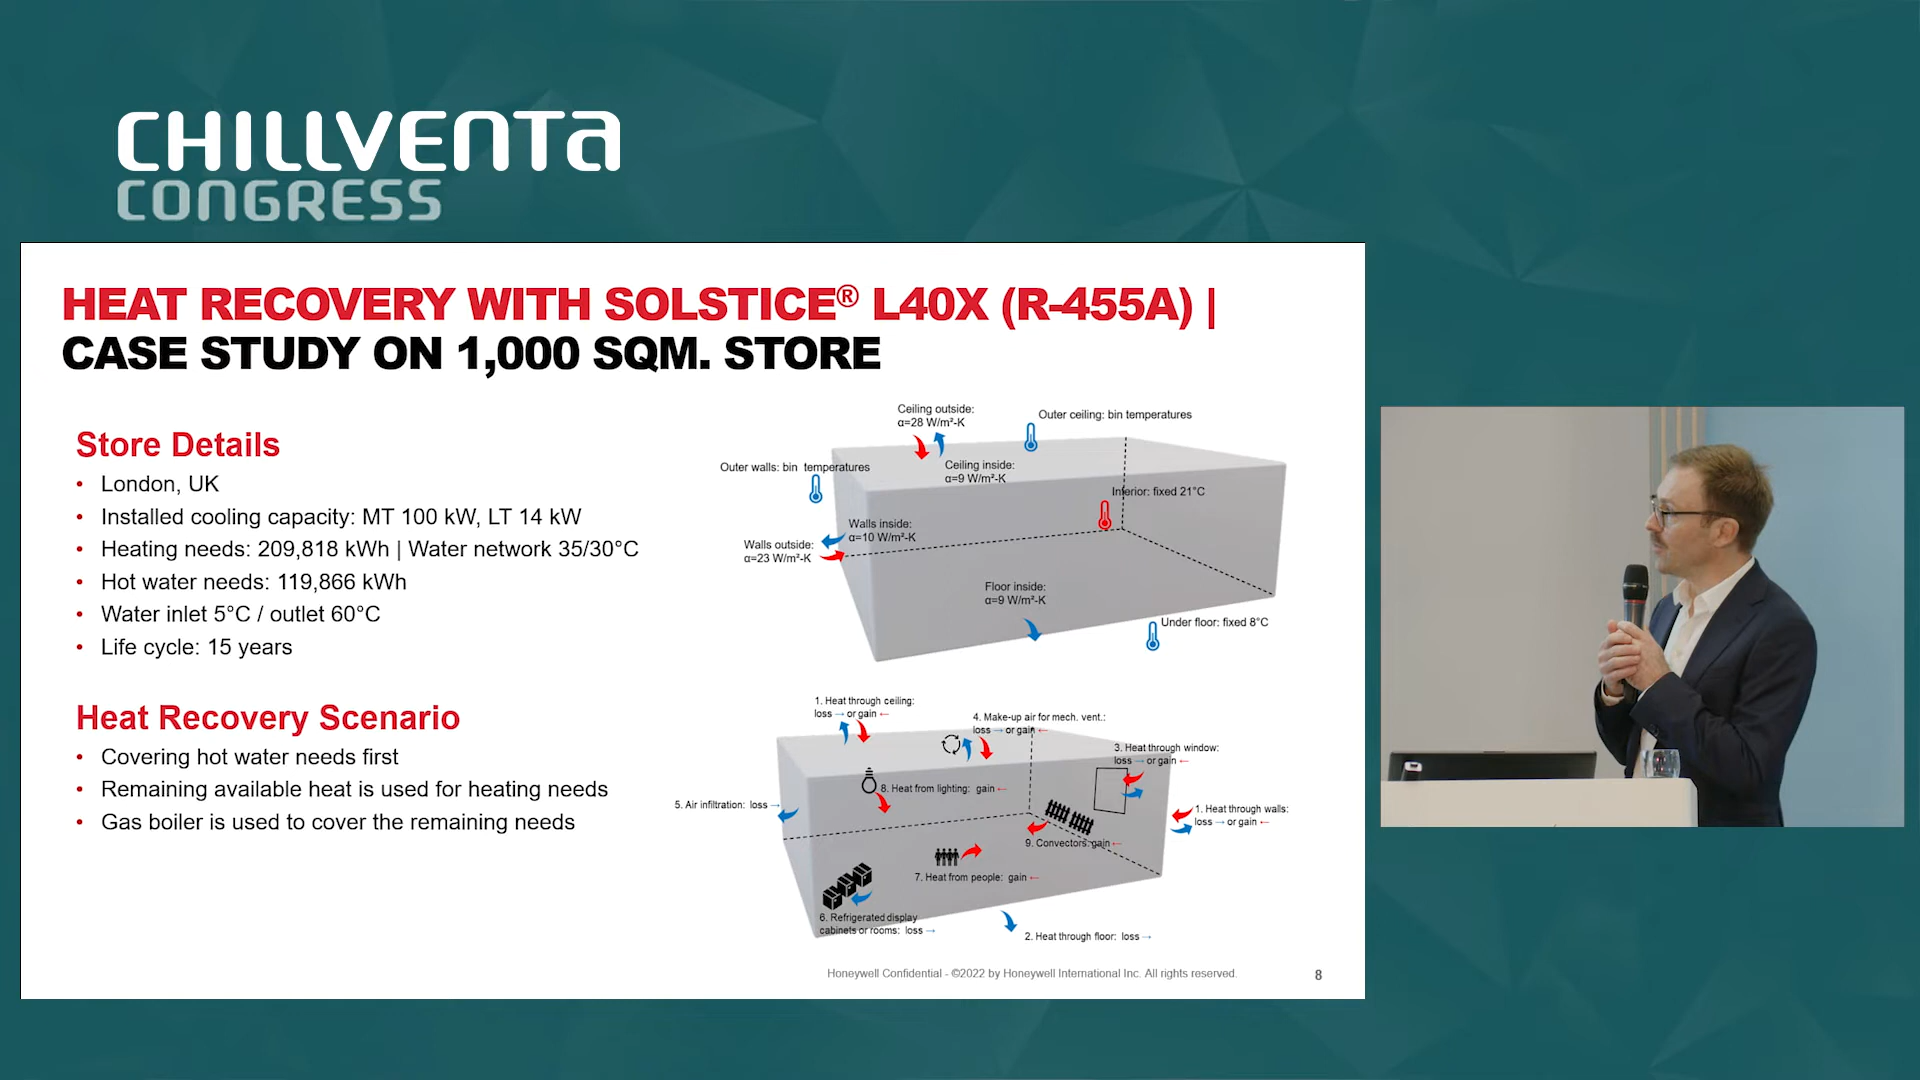 CHILLVENTA
CONGRESS
HEAT RECOVERY WITH SOLSTICE® L40X (R-455A) |
CASE STUDY ON 1,000 SQM. STORE
Store Details
• London, UK
• Installed cooling capacity: MT 100 kW, LT 14 kW
• Heating needs: 209,818 kWh | Water network 35/30°C
• Hot water needs: 119,866 kWh
• Water inlet 5°C / outlet 60°C
• Life cycle: 15 years
Heat Recovery Scenario
• Covering hot water needs first
• Remaining available heat is used for heating needs
• Gas boiler is used to cover the remaining needs
Ceiling outside:
α=28 W/m²-K
Outer ceiling: bin temperatures
Outer walls: bin temperatures
Ceiling inside:
α=9 W/m²-K
Interior: fixed 21°C
Walls inside:
α=10 W/m²-K
Walls outside:
α=23 W/m²-K
Floor inside:
α=9 W/m²-K
Under floor: fixed 8°C
1. Heat through ceiling:
loss → or gain ←
4. Make-up air for mech. vent.:
loss → or gain ←
3. Heat through window:
loss → or gain ←
8. Heat from lighting: gain ←
5. Air infiltration: loss →
1. Heat through walls:
loss → or gain ←
9. Convectors: gain ←
7. Heat from people: gain ←
6. Refrigerated display
cabinets or rooms: loss →
2. Heat through floor: loss →
Honeywell Confidential - ©2022 by Honeywell International Inc. All rights reserved.
8